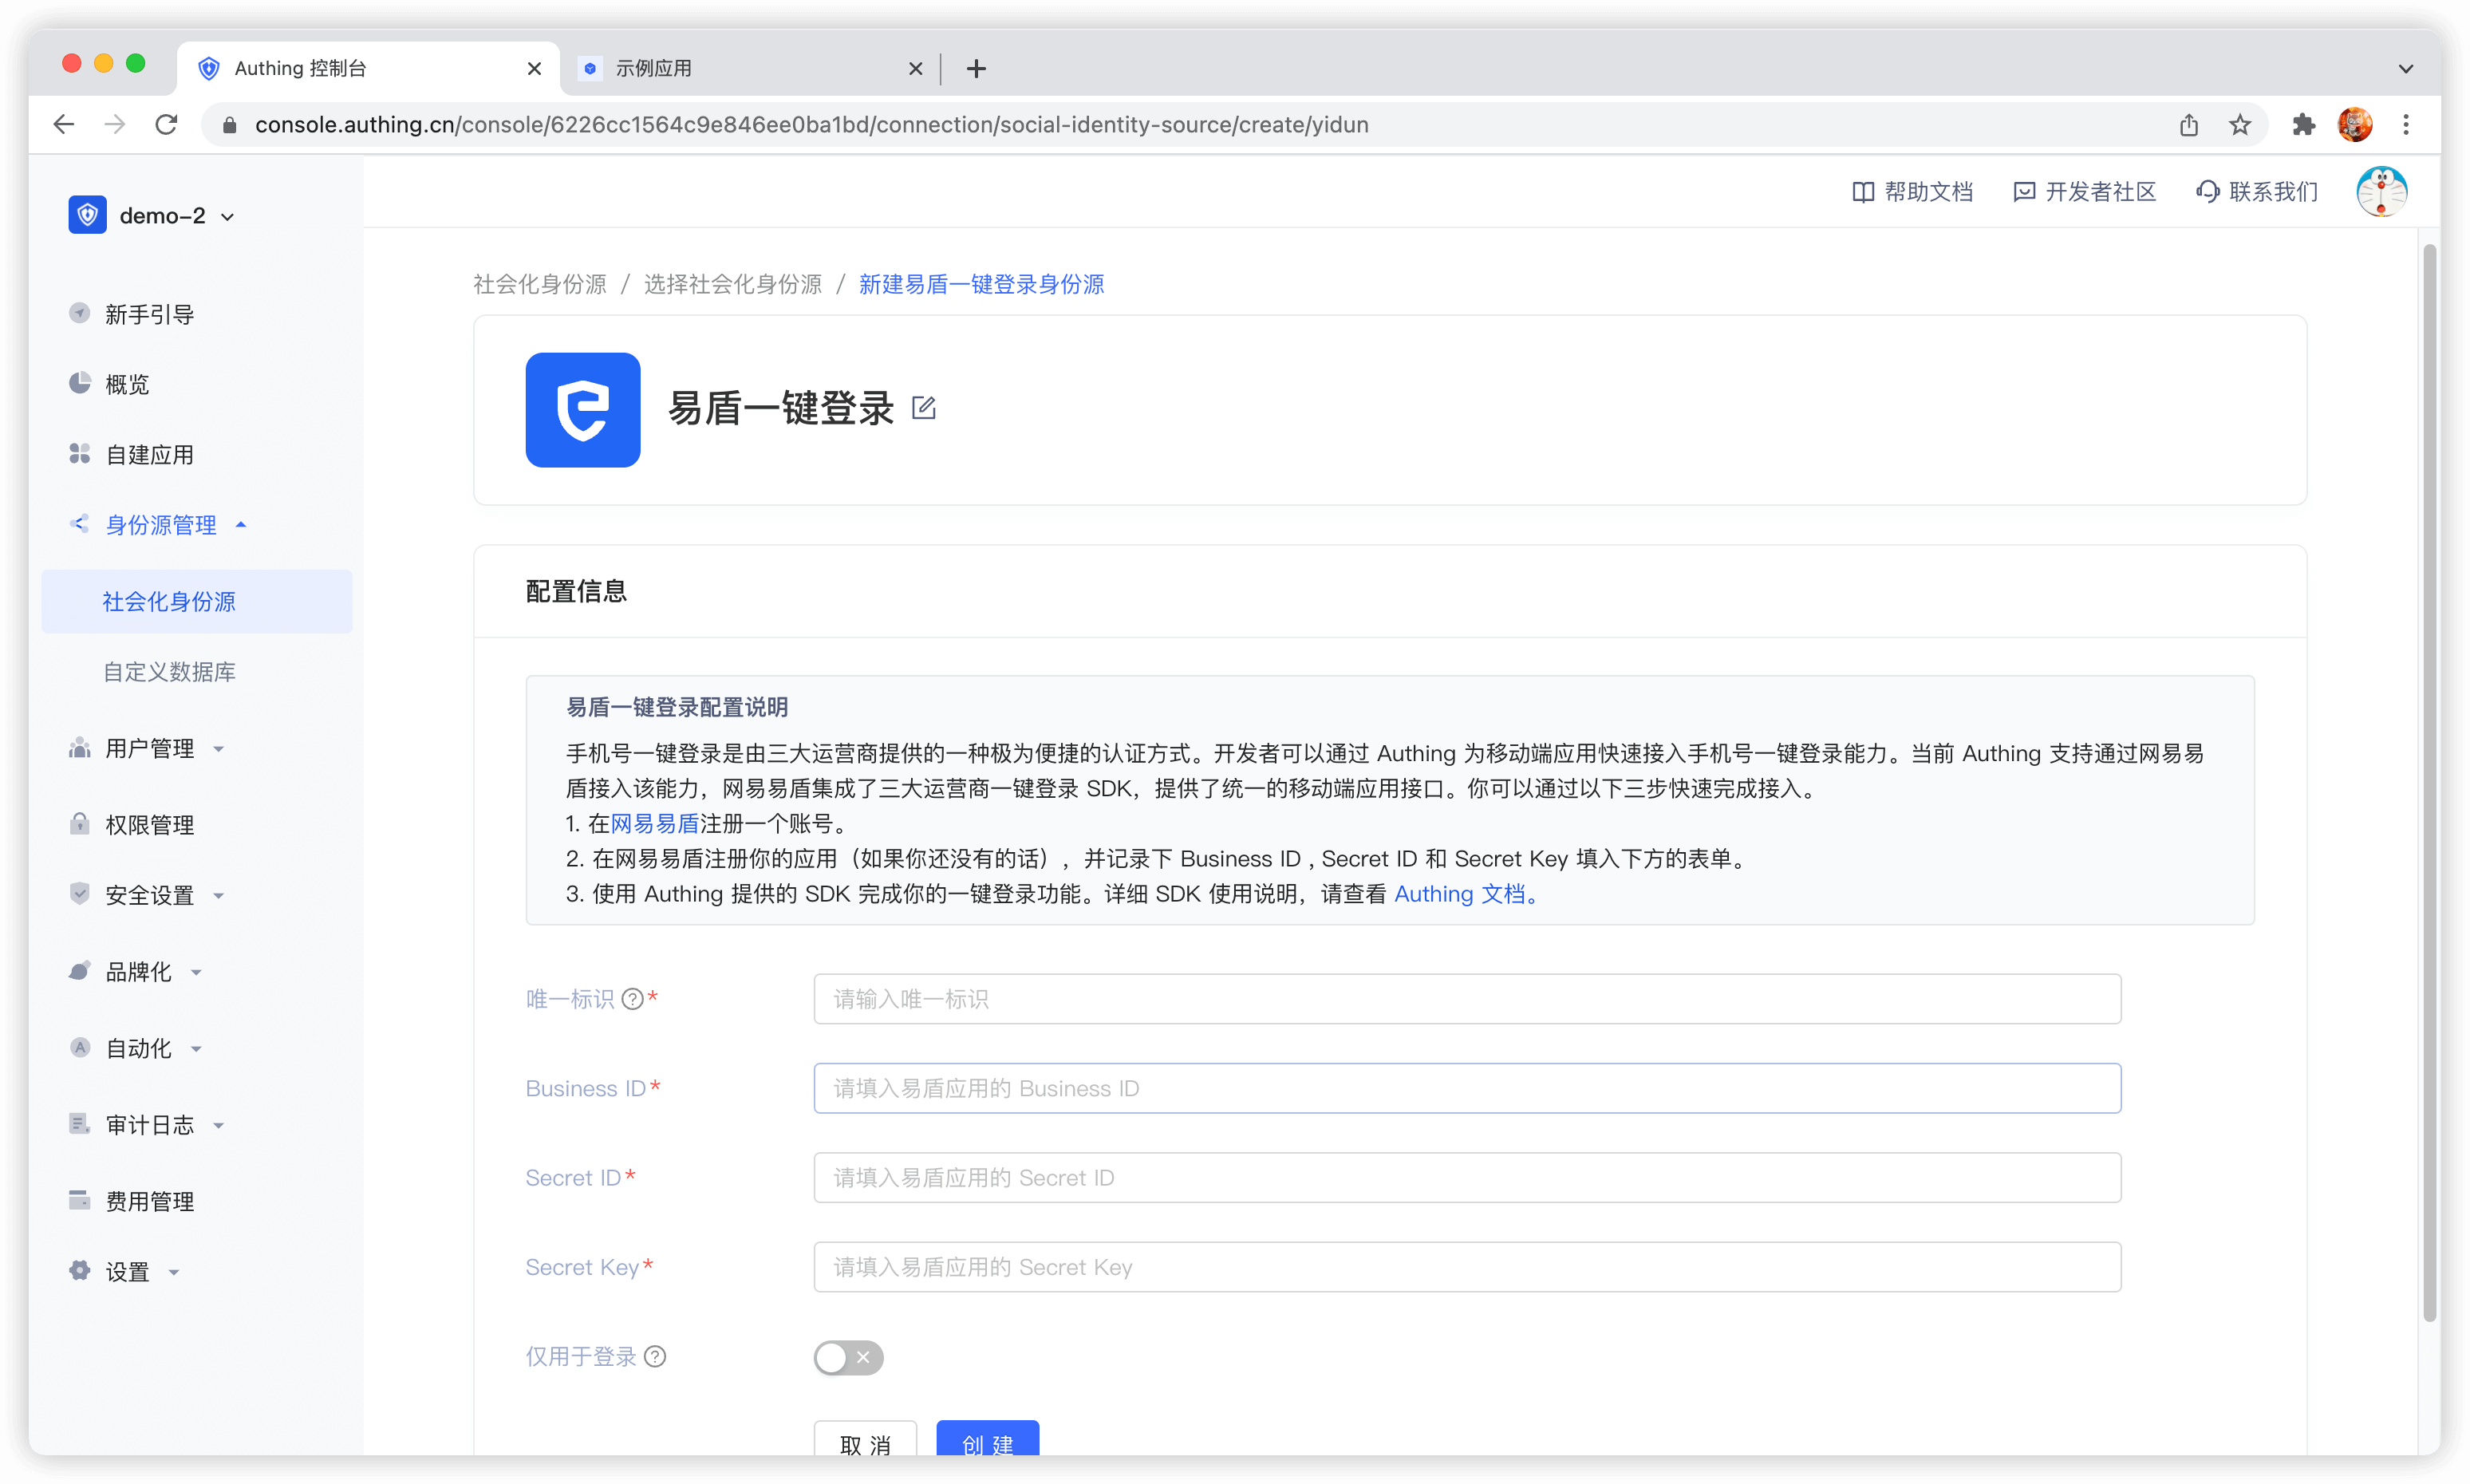 Authing 控制台
示例应用
console.authing.cn/console/6226cc1564c9e846ee0ba1bd/connection/social-identity-source/create/yidun
demo-2
帮助文档
开发者社区
联系我们
新手引导
概览
自建应用
身份源管理
社会化身份源
自定义数据库
用户管理
权限管理
安全设置
品牌化
自动化
审计日志
费用管理
设置
社会化身份源 / 选择社会化身份源 / 新建易盾一键登录身份源
易盾一键登录
配置信息
易盾一键登录配置说明
手机号一键登录是由三大运营商提供的一种极为便捷的认证方式。开发者可以通过 Authing 为移动端应用快速接入手机号一键登录能力。当前 Authing 支持通过网易易
盾接入该能力，网易易盾集成了三大运营商一键登录 SDK，提供了统一的移动端应用接口。你可以通过以下三步快速完成接入。
1. 在网易易盾注册一个账号。
2. 在网易易盾注册你的应用（如果你还没有的话），并记录下 Business ID , Secret ID 和 Secret Key 填入下方的表单。
3. 使用 Authing 提供的 SDK 完成你的一键登录功能。详细 SDK 使用说明，请查看 Authing 文档。
唯一标识 ? *
请输入唯一标识
Business ID *
请填入易盾应用的 Business ID
Secret ID *
请填入易盾应用的 Secret ID
Secret Key *
请填入易盾应用的 Secret Key
仅用于登录 ?
取 消
创 建